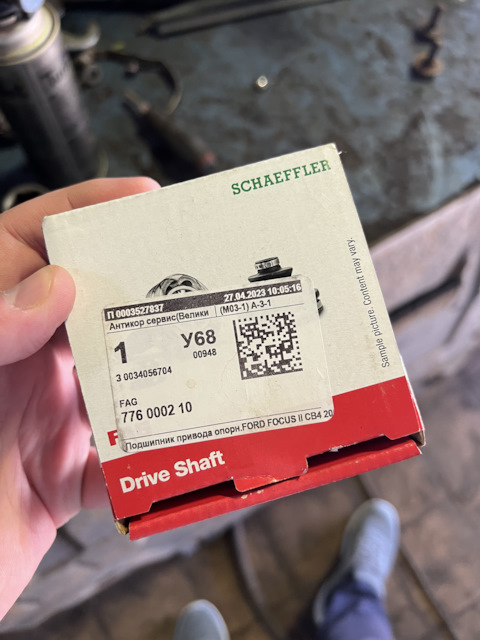 SCHAEFFLER
Sample picture. Content may vary.
П 0003527837 27.04.2023 10:05:16
Антикор сервис(Велики (М03-1) А-3-1
1 У68
00948
3 0034056704
FAG
776 0002 10
Подшипник привода опорн.FORD FOCUS II CB4 20
Drive Shaft